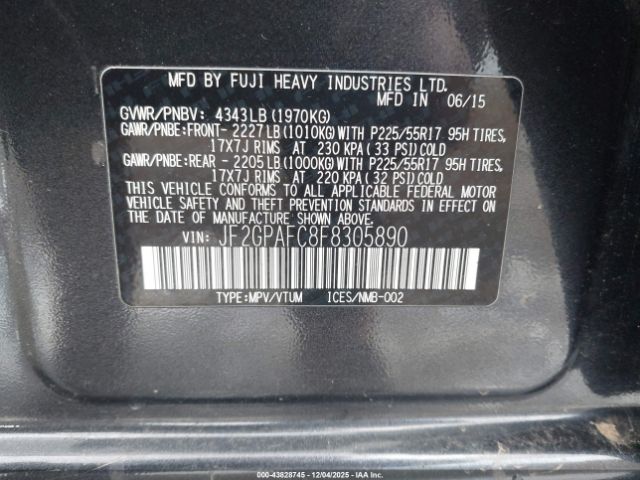 MFD BY FUJI HEAVY INDUSTRIES LTD.
MFD IN 06/15
GVWR/PNBV: 4343LB(1970KG)
GAWR/PNBE:FRONT- 2227LB(1010KG)WITH P225/55R17 95H TIRES,
17X7J RIMS AT 230 KPA(33 PSI)COLD
GAWR/PNBE:REAR - 2205LB(1000KG)WITH P225/55R17 95H TIRES,
17X7J RIMS AT 220 KPA(32 PSI)COLD
THIS VEHICLE CONFORMS TO ALL APPLICABLE FEDERAL MOTOR
VEHICLE SAFETY AND THEFT PREVENTION STANDARDS IN EFFECT
ON THE DATE OF MANUFACTURE SHOWN ABOVE.
VIN: JF2GPAFC8F8305890
TYPE:MPV/VTUM ICES/NMB-002
000-43828745 - 12/04/2025 - IAA Inc.